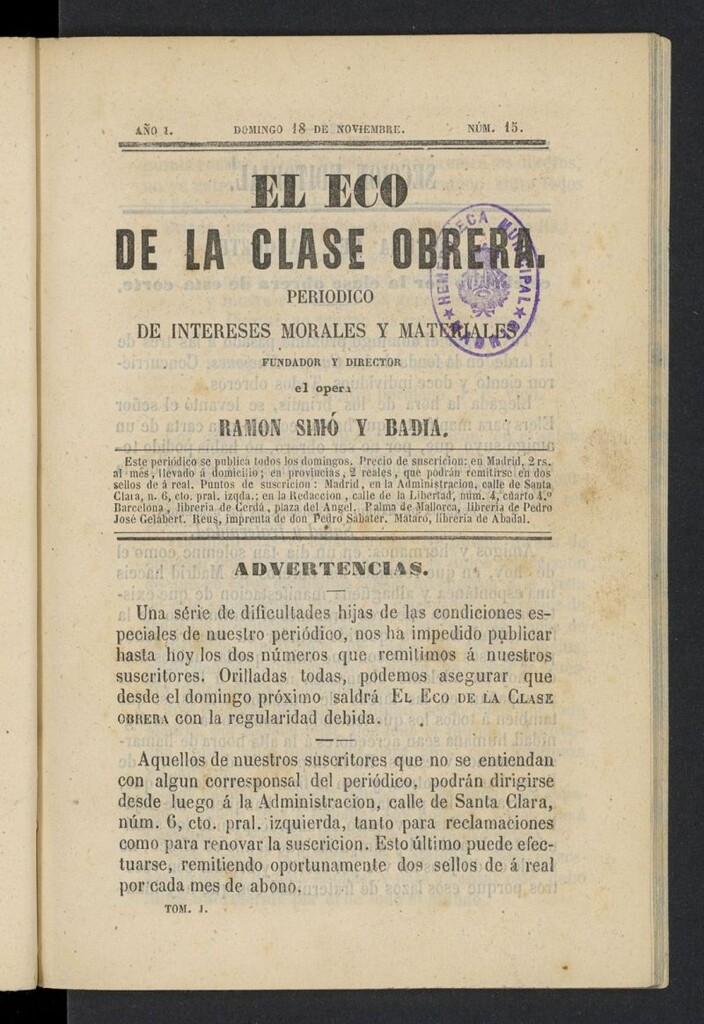 AÑO I. DOMINGO 18 DE NOVIEMBRE. NÚM. 15.
EL ECO
DE LA CLASE OBRERA.
PERIODICO
DE INTERESES MORALES Y MATERIALES
FUNDADOR Y DIRECTOR
el opera
RAMON SIMÓ Y BADIA.
HEMEROTECA MUNICIPAL
Este periódico se publica todos los domingos. Precio de suscricion: en Madrid, 2 rs.
al mes, llevado á domicilio; en provincias, 2 reales, que podrán remitirse en dos
sellos de á real. Puntos de suscricion: Madrid, en la Administracion, calle de Santa
Clara, n. 6, cto. pral. izqda.; en la Redaccion, calle de la Libertad, núm. 4, cuarto 4.º
Barcelona, libreria de Cerdá, plaza del Angel. Palma de Mallorca, libreria de Pedro
José Gelabert. Reus, imprenta de don Pedro Sabater. Mataró, libreria de Abadal.
ADVERTENCIAS.
Una série de dificultades hijas de las condiciones es-
peciales de nuestro periódico, nos ha impedido publicar
hasta hoy los dos números que remitimos á nuestros
suscritores. Orilladas todas, podemos asegurar que
desde el domingo próximo saldrá EL ECO DE LA CLASE
OBRERA con la regularidad debida.
Aquellos de nuestros suscritores que no se entiendan
con algun corresponsal del periódico, podrán dirigirse
desde luego á la Administracion, calle de Santa Clara,
núm. 6, cto. pral. izquierda, tanto para reclamaciones
como para renovar la suscricion. Esto último puede efec-
tuarse, remitiendo oportunamente dos sellos de á real
por cada mes de abono.
TOM. I.